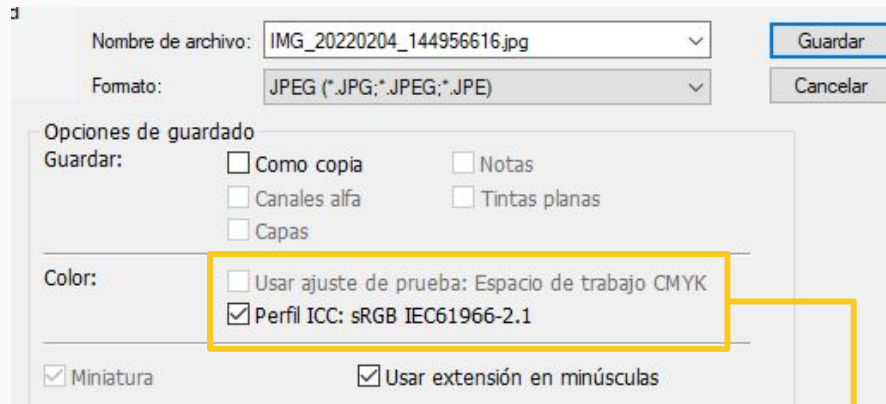 d
Nombre de archivo: IMG_20220204_144956616.jpg Guardar
Formato: JPEG (*.JPG;*.JPEG;*.JPE) Cancelar
Opciones de guardado
Guardar: Como copia Notas
Canales alfa Tintas planas
Capas
Color: Usar ajuste de prueba: Espacio de trabajo CMYK
Perfil ICC: sRGB IEC61966-2.1
Miniatura Usar extensión en minúsculas